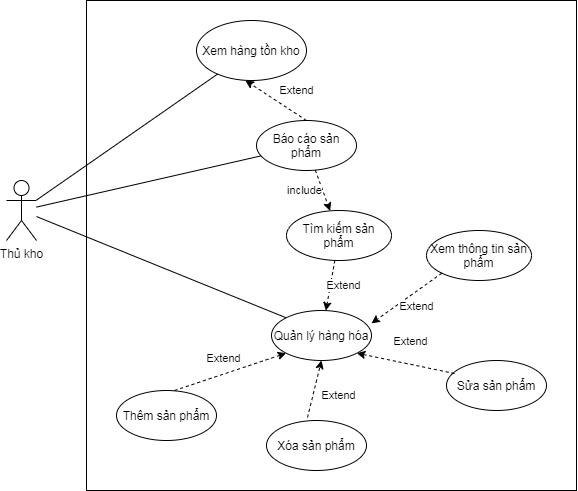 Xem hàng tồn kho
Extend
Báo cáo sản
phẩm
include
Thủ kho
Tìm kiếm sản
phẩm
Xem thông tin sản
phẩm
Extend
Extend
Quản lý hàng hóa
Extend
Extend
Thêm sản phẩm
Extend
Sửa sản phẩm
Xóa sản phẩm